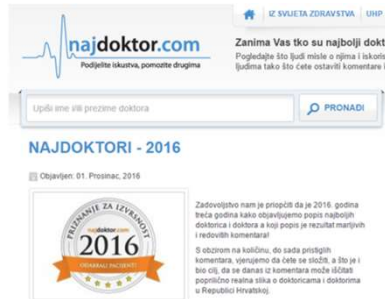 IZ SVIJETA ZDRAVSTVA
UHP
najdoktor.com
Podijelite iskustva, pomozite drugima
Zanima Vas tko su najbolji dokt
Pogledajte što ljudi misle o njima i iskoris
ljudima tako što ćete ostaviti komentare i
Upiši ime i/ili prezime doktora
PRONAĐI
NAJDOKTORI - 2016
Objavljen: 01. Prosinac, 2016
PRIZNANJE ZA IZVRSNOST
najdoktor.com
2016
ODABRALI PACIJENTI
Zadovoljstvo nam je priopćiti da je 2016. godina
treća godina kako objavljujemo popis najboljih
doktorica i doktora a koji popis je rezultat marljivih
i redovitih komentara!
S obzirom na količinu, do sada pristiglih
komentara, vjerujemo da ćete se složiti, a što je i
bio cilj, da se danas iz komentara može iščitati
poprilično realna slika o doktoricama i doktorima
u Republici Hrvatskoj.